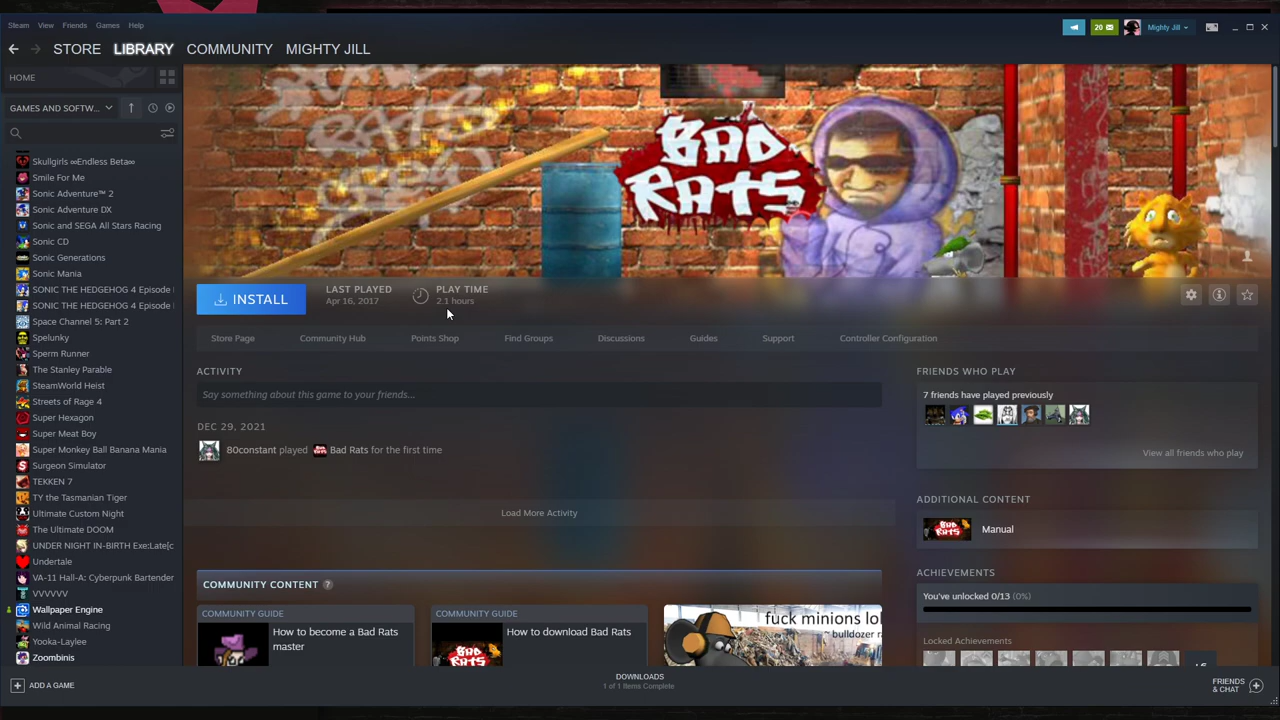 Steam View Friends Games Help
20 Mighty Jill
STORE LIBRARY COMMUNITY MIGHTY JILL
HOME
GAMES AND SOFTW...
Skullgirls ∞Endless Beta∞
Smile For Me
Sonic Adventure™ 2
Sonic Adventure DX
Sonic and SEGA All Stars Racing
Sonic CD
Sonic Generations
Sonic Mania
SONIC THE HEDGEHOG 4 Episode
SONIC THE HEDGEHOG 4 Episode
Space Channel 5: Part 2
Spelunky
Sperm Runner
The Stanley Parable
SteamWorld Heist
Streets of Rage 4
Super Hexagon
Super Meat Boy
Super Monkey Ball Banana Mania
Surgeon Simulator
TEKKEN 7
TY the Tasmanian Tiger
Ultimate Custom Night
The Ultimate DOOM
UNDER NIGHT IN-BIRTH Exe:Late[c
Undertale
VA-11 Hall-A: Cyberpunk Bartender
VVVVVV
Wallpaper Engine
Wild Animal Racing
Yooka-Laylee
Zoombinis
ADD A GAME
BAD
RATS
INSTALL
LAST PLAYED
Apr 16, 2017
PLAY TIME
2.1 hours
Store Page Community Hub Points Shop Find Groups Discussions Guides Support Controller Configuration
ACTIVITY
Say something about this game to your friends...
DEC 29, 2021
80constant played Bad Rats for the first time
Load More Activity
COMMUNITY CONTENT ?
COMMUNITY GUIDE
How to become a Bad Rats
master
COMMUNITY GUIDE
How to download Bad Rats
BAD
RATS
fuck minions lo
~ bulldozer ra
FRIENDS WHO PLAY
7 friends have played previously
View all friends who play
ADDITIONAL CONTENT
BAD
RATS
Manual
ACHIEVEMENTS
You've unlocked 0/13 (0%)
Locked Achievements
DOWNLOADS
1 of 1 Items Complete
FRIENDS
& CHAT